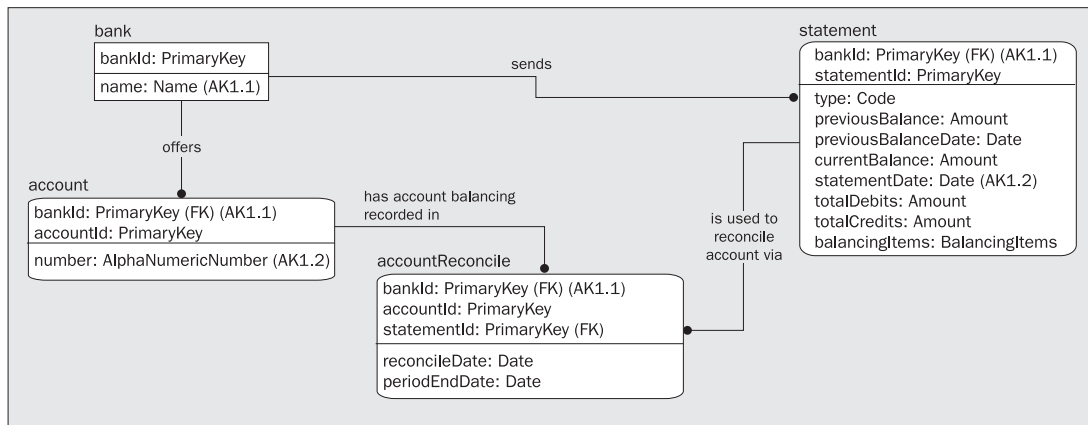 bank
bankId: PrimaryKey
name: Name (AK1.1)
sends
statement
bankId: PrimaryKey (FK) (AK1.1)
statementId: PrimaryKey
type: Code
previousBalance: Amount
previousBalanceDate: Date
currentBalance: Amount
statementDate: Date (AK1.2)
totalDebits: Amount
totalCredits: Amount
balancingItems: BalancingItems
offers
account
bankId: PrimaryKey (FK) (AK1.1)
accountId: PrimaryKey
number: AlphaNumericNumber (AK1.2)
has account balancing
recorded in
is used to
reconcile
account via
accountReconcile
bankId: PrimaryKey (FK) (AK1.1)
accountId: PrimaryKey
statementId: PrimaryKey (FK)
reconcileDate: Date
periodEndDate: Date